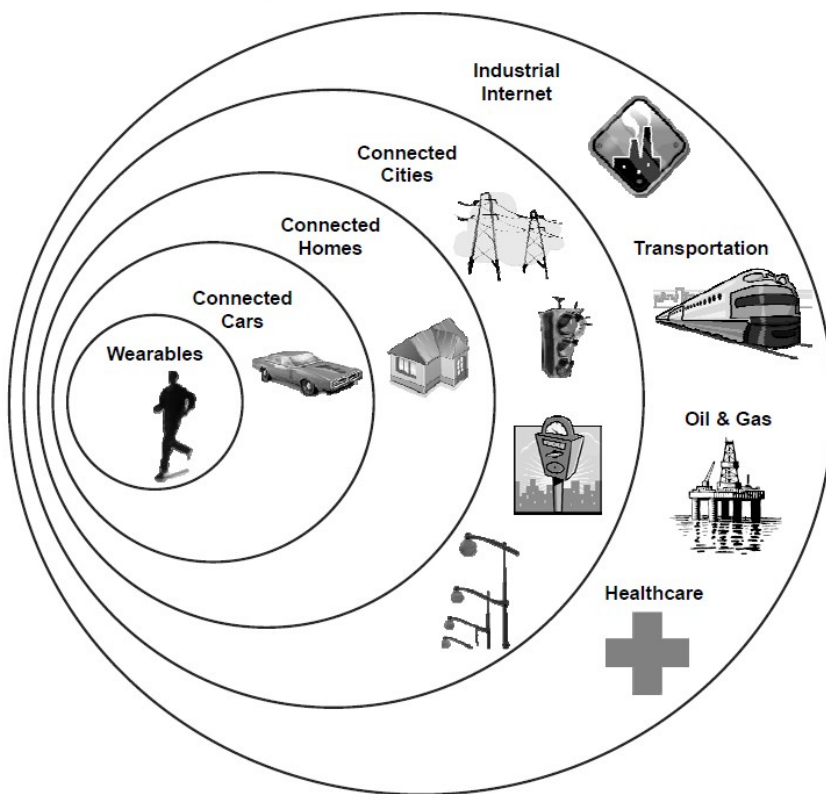 Industrial
Internet
Connected
Cities
Connected
Homes
Transportation
Connected
Cars
Wearables
Oil & Gas
Healthcare